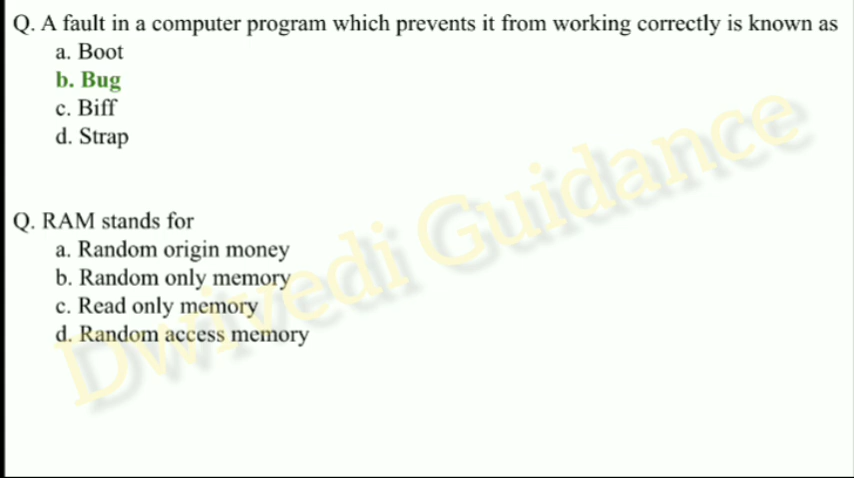 Q. A fault in a computer program which prevents it from working correctly is known as
a. Boot
b. Bug
c. Biff
d. Strap
Q. RAM stands for
a. Random origin money
b. Random only memory
c. Read only memory
d. Random access memory
Dwivedi Guidance